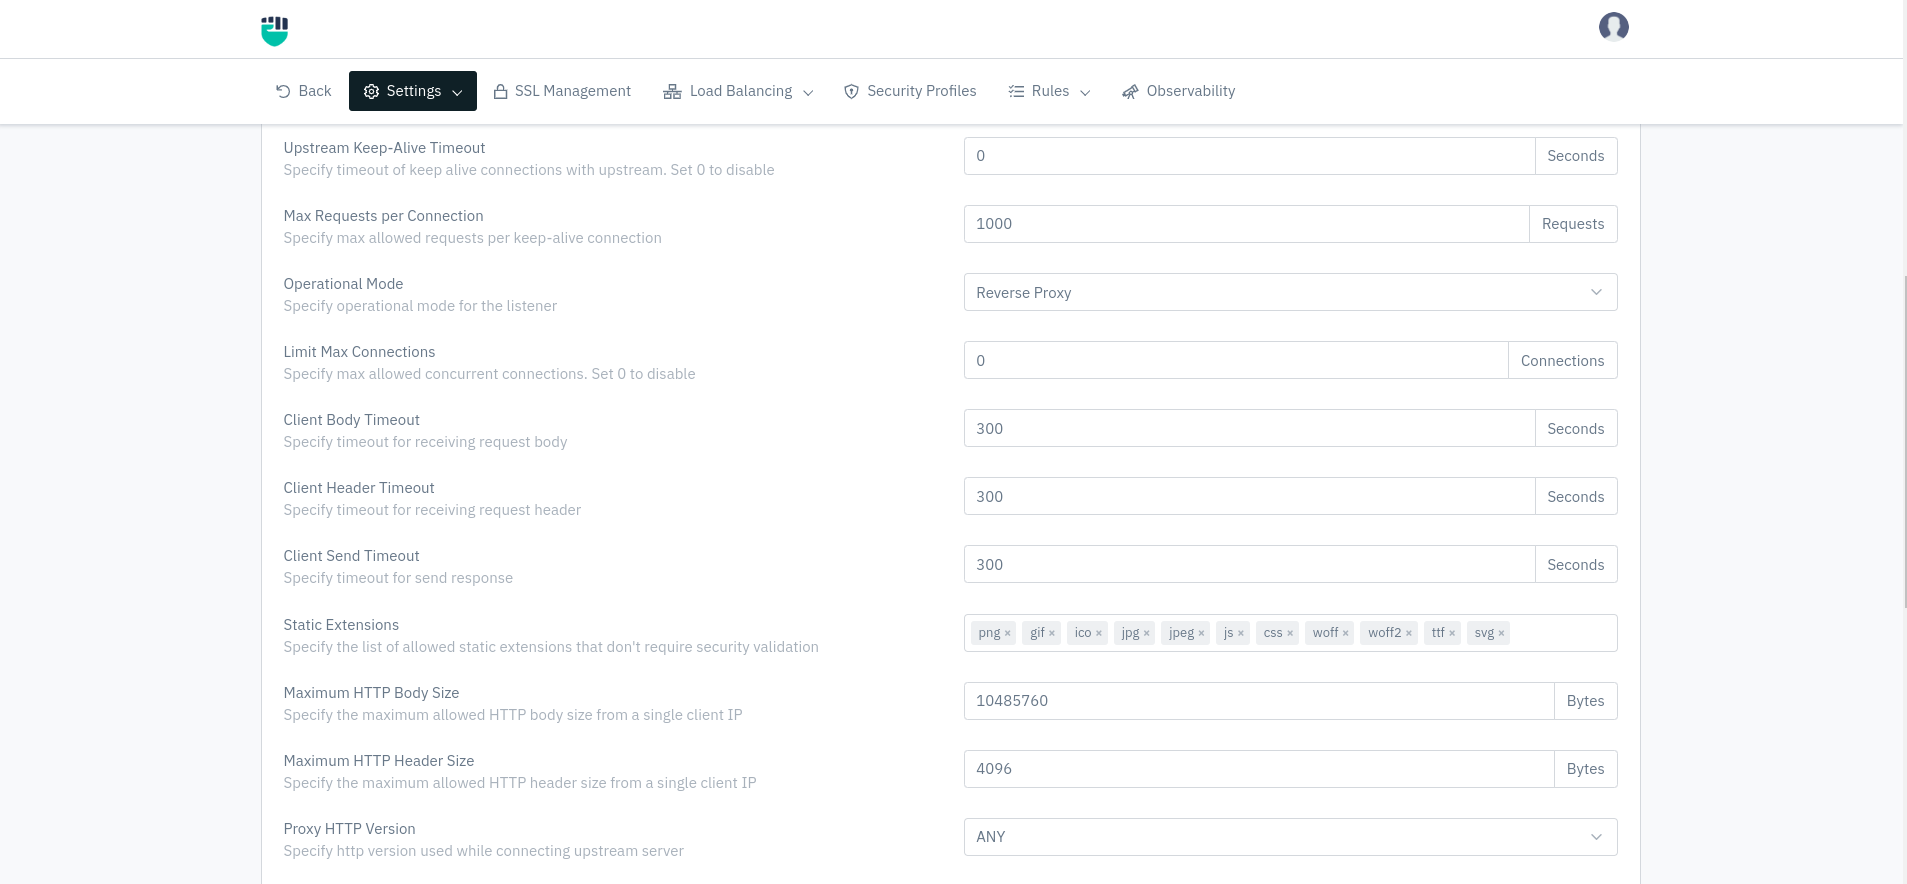 Back
Settings
SSL Management
Load Balancing
Security Profiles
Rules
Observability
Upstream Keep-Alive Timeout
Specify timeout of keep alive connections with upstream. Set 0 to disable
0
Seconds
Max Requests per Connection
Specify max allowed requests per keep-alive connection
1000
Requests
Operational Mode
Specify operational mode for the listener
Reverse Proxy
Limit Max Connections
Specify max allowed concurrent connections. Set 0 to disable
0
Connections
Client Body Timeout
Specify timeout for receiving request body
300
Seconds
Client Header Timeout
Specify timeout for receiving request header
300
Seconds
Client Send Timeout
Specify timeout for send response
300
Seconds
Static Extensions
Specify the list of allowed static extensions that don't require security validation
png × gif × ico × jpg × jpeg × js × css × woff × woff2 × ttf × svg ×
Maximum HTTP Body Size
Specify the maximum allowed HTTP body size from a single client IP
10485760
Bytes
Maximum HTTP Header Size
Specify the maximum allowed HTTP header size from a single client IP
4096
Bytes
Proxy HTTP Version
Specify http version used while connecting upstream server
ANY